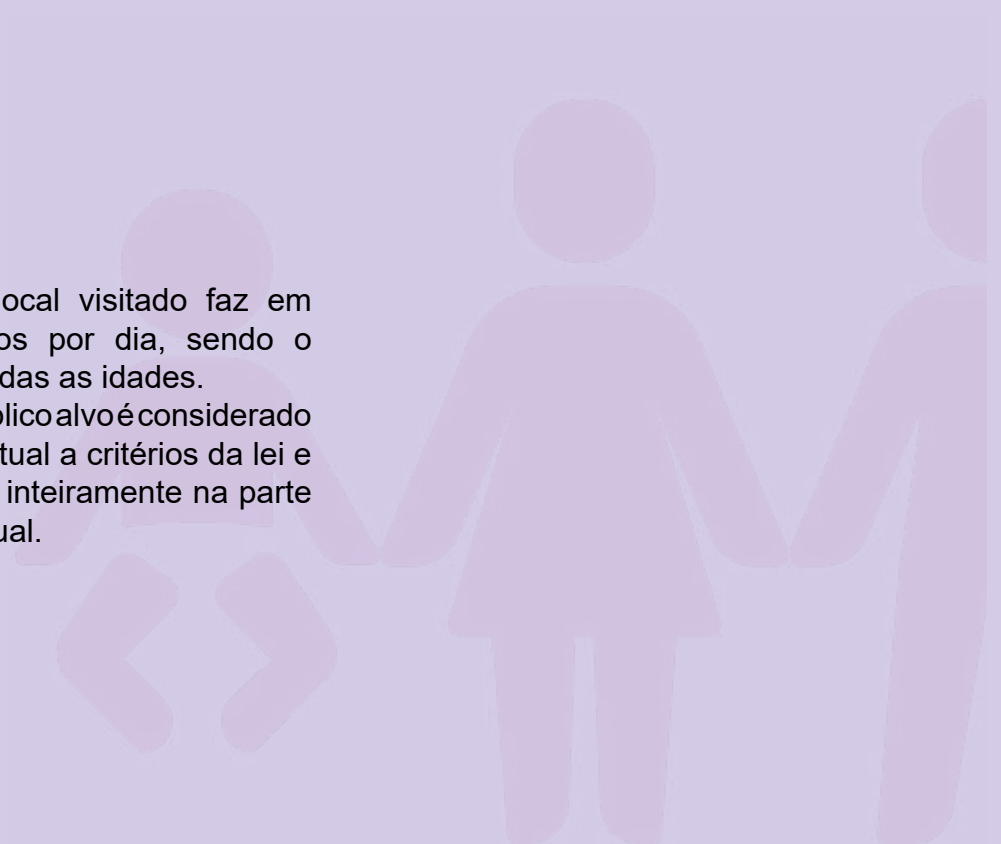 ocal visitado faz em
os por dia, sendo o
das as idades.
lico alvo é considerado
tual a critérios da lei e
inteiramente na parte
ual.